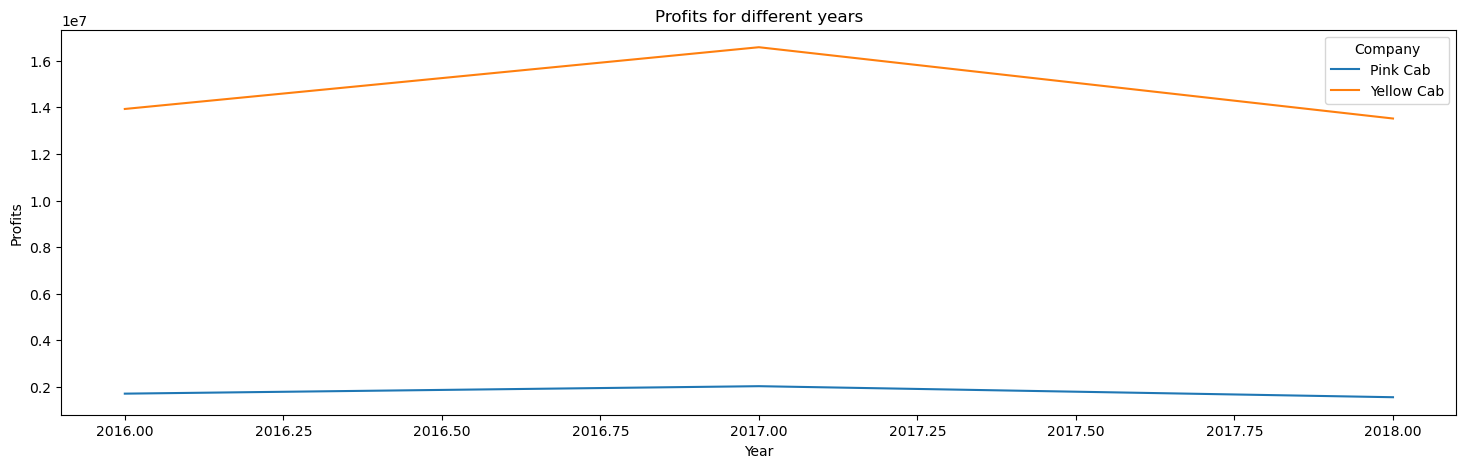 Profits for different years
1e7
1.6
1.4
1.2
1.0
0.8
0.6
0.4
0.2
Profits
Company
Pink Cab
Yellow Cab
2016.00 2016.25 2016.50 2016.75 2017.00 2017.25 2017.50 2017.75 2018.00
Year